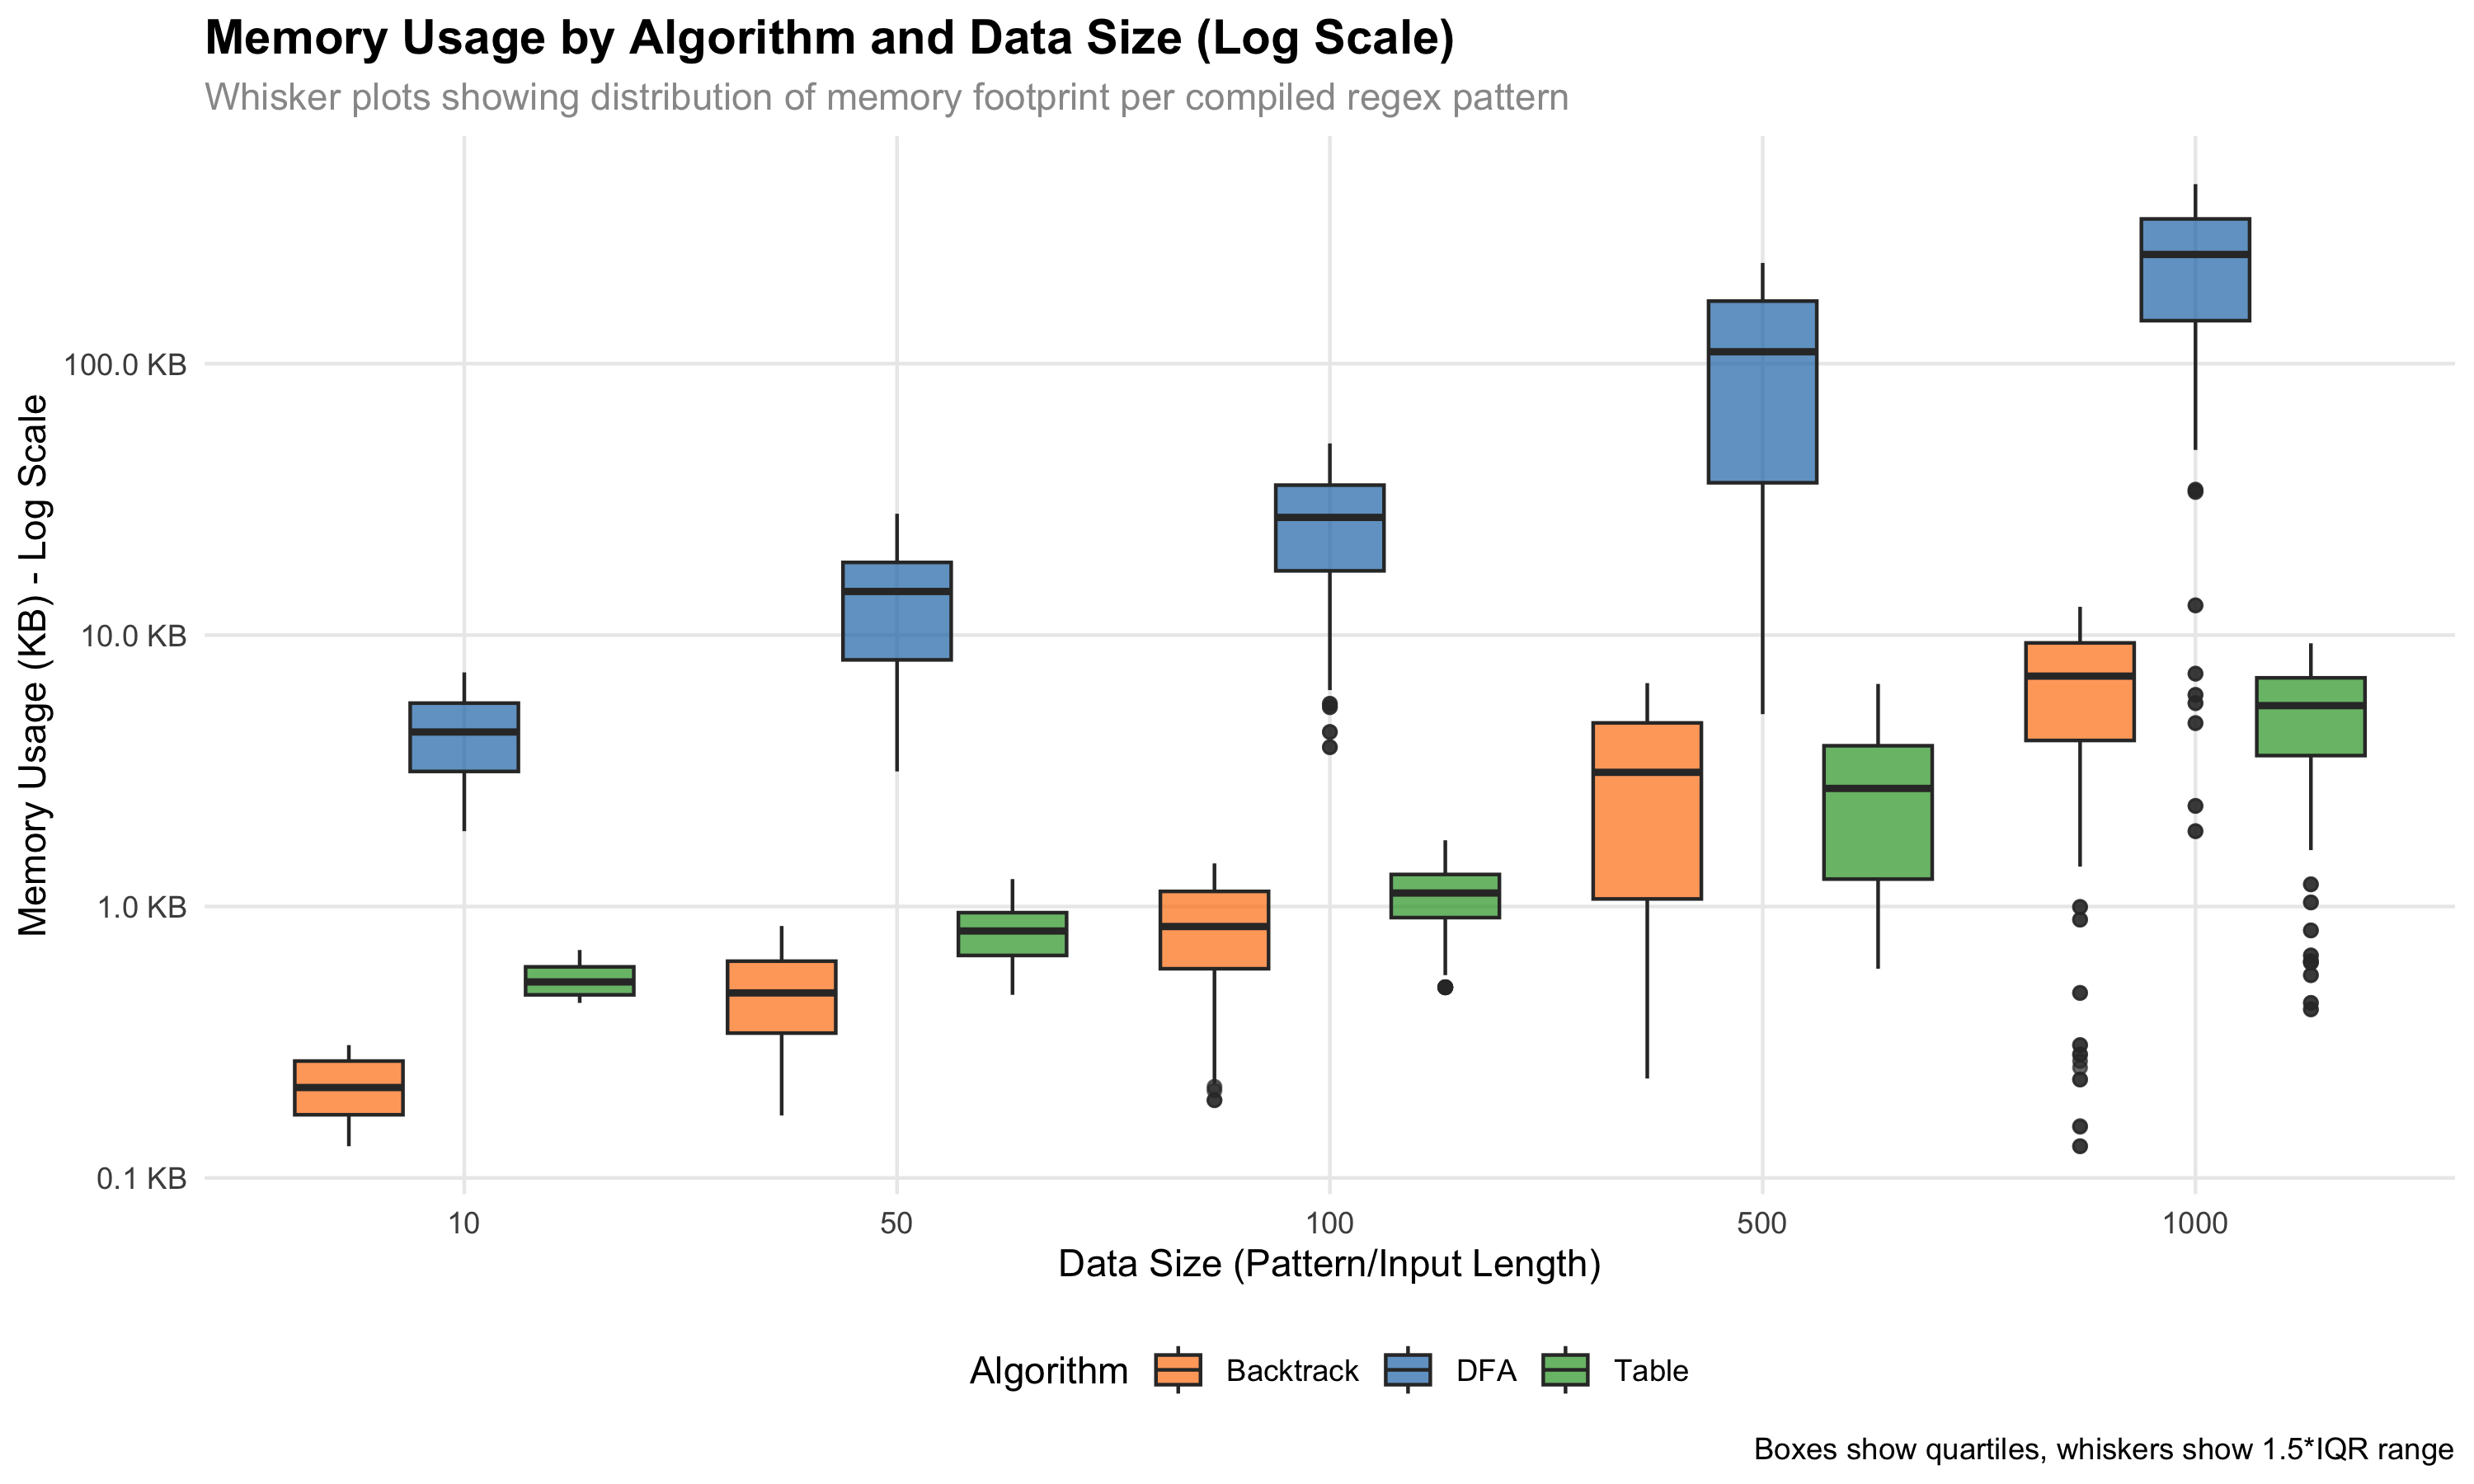 Memory Usage by Algorithm and Data Size (Log Scale)
Whisker plots showing distribution of memory footprint per compiled regex pattern
Memory Usage (KB) - Log Scale
100.0 KB
10.0 KB
1.0 KB
0.1 KB
10 50 100 500 1000
Data Size (Pattern/Input Length)
Algorithm Backtrack DFA Table
Boxes show quartiles, whiskers show 1.5*IQR range